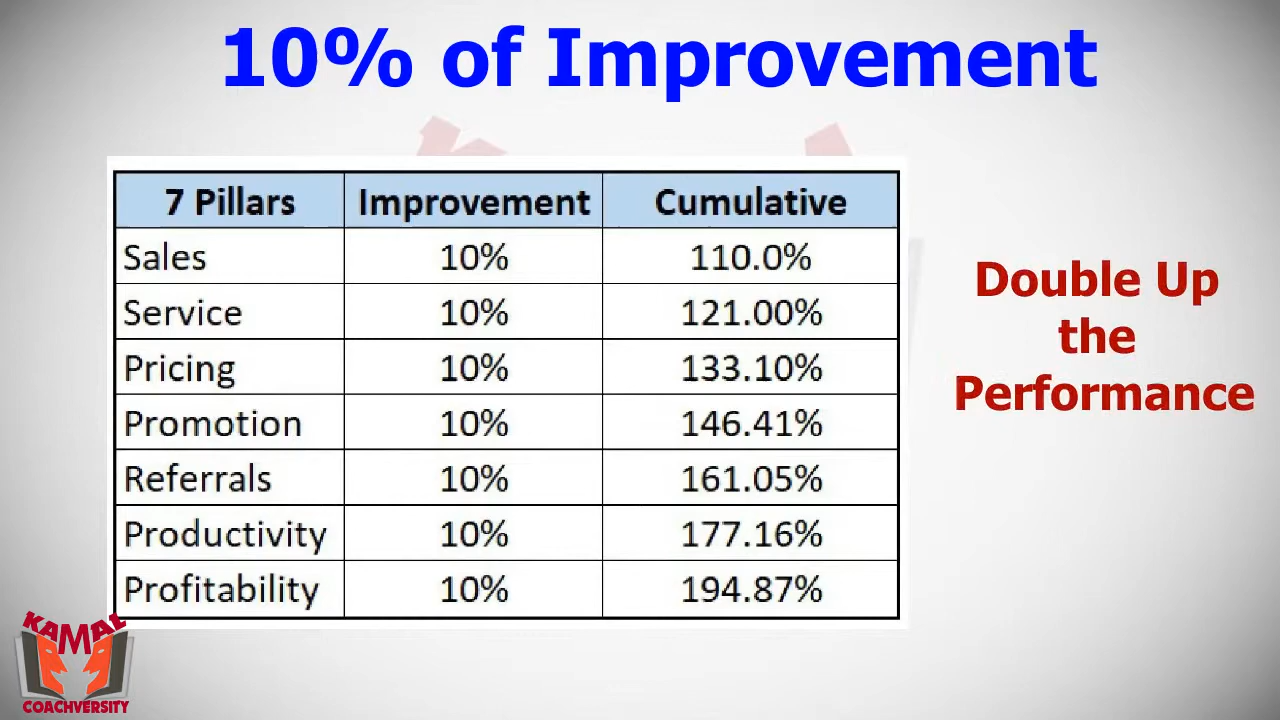 10% of Improvement
7 Pillars Improvement Cumulative
Sales 10% 110.0%
Service 10% 121.00%
Pricing 10% 133.10%
Promotion 10% 146.41%
Referrals 10% 161.05%
Productivity 10% 177.16%
Profitability 10% 194.87%
Double Up
the
Performance
KAMAL
COACHVERSITY